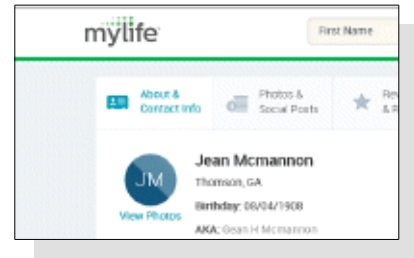 mylife
First Name
About &
Contact Info
Photos &
Social Posts
Rev
& R
JM
View Photos
Jean Mcmannon
Thomson, GA
Birthday: 08/04/1908
AKA: Gean H Mcmannon